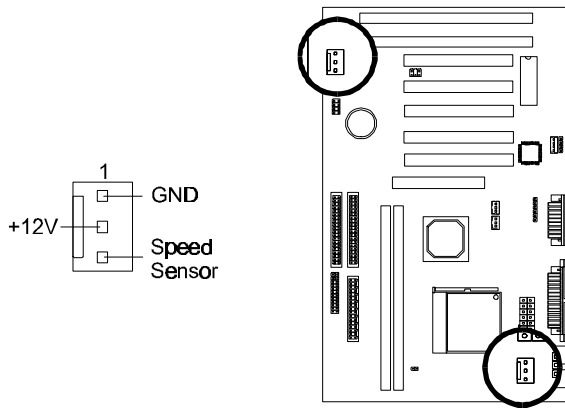 1
GND
+12V
Speed
Sensor